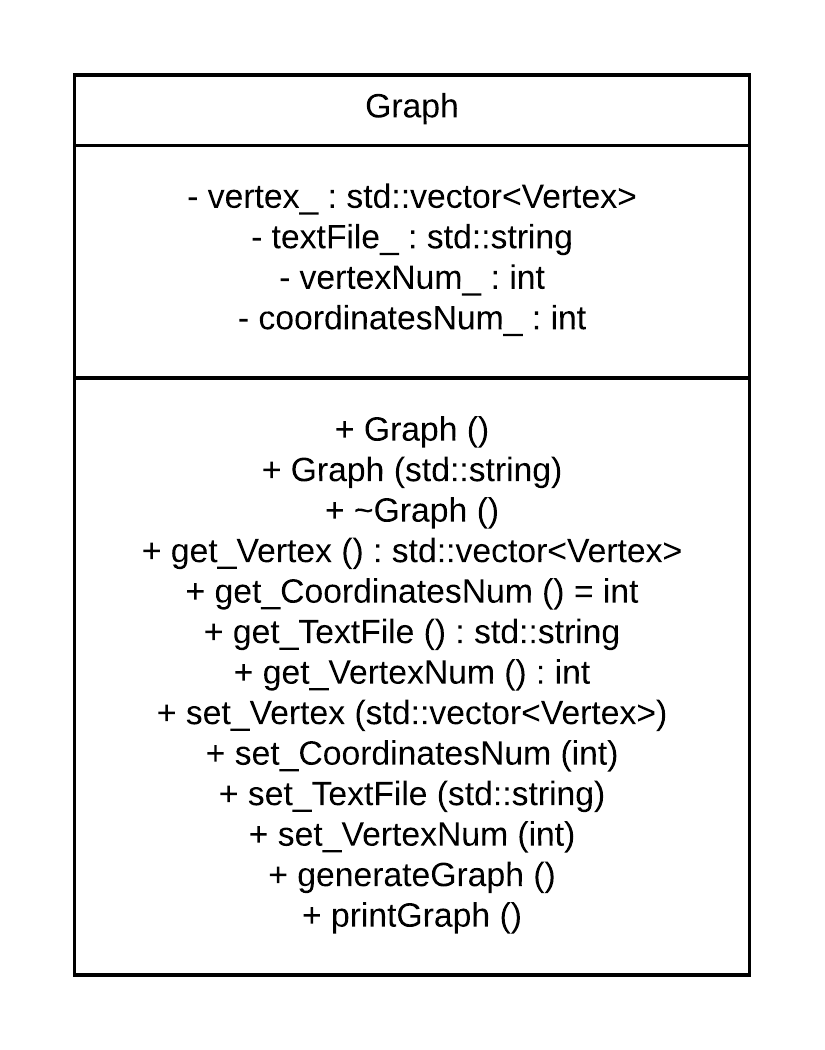 Graph
- vertex_ : std::vector<Vertex>
- textFile_ : std::string
- vertexNum_ : int
- coordinatesNum_ : int
+ Graph ()
+ Graph (std::string)
+ ~Graph ()
+ get_Vertex () : std::vector<Vertex>
+ get_CoordinatesNum () = int
+ get_TextFile () : std::string
+ get_VertexNum () : int
+ set_Vertex (std::vector<Vertex>)
+ set_CoordinatesNum (int)
+ set_TextFile (std::string)
+ set_VertexNum (int)
+ generateGraph ()
+ printGraph ()